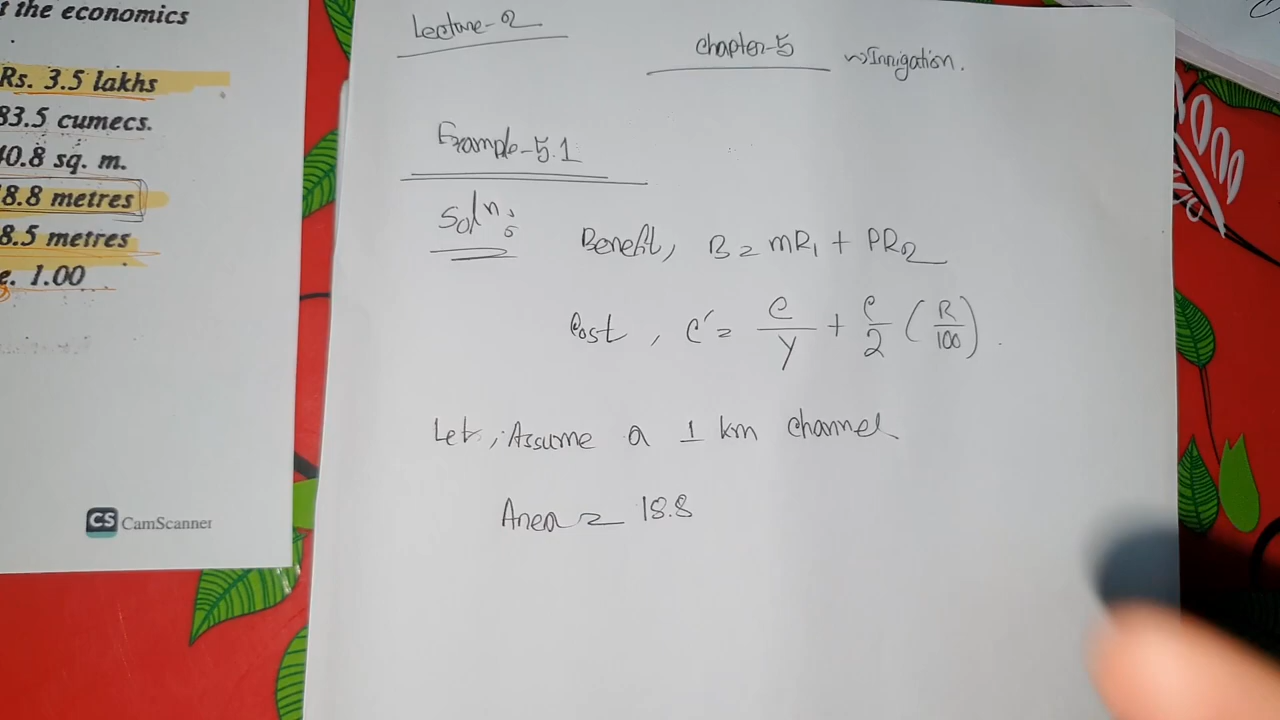 t the economics
.
Rs. 3.5 lakhs
83.5 cumecs.
40.8 sq. m.
8.8 metres
8.5 metres
e. 1.00
CS CamScanner
Lecture-2
Chapter-5 → Irrigation.
Example-5.1
Solⁿ:
Benefit, B = mR₁ + PR₂
Cost, C' = C/Y + C/2 (R/100).
Let, Assume a 1 km channel
Area = 18.8